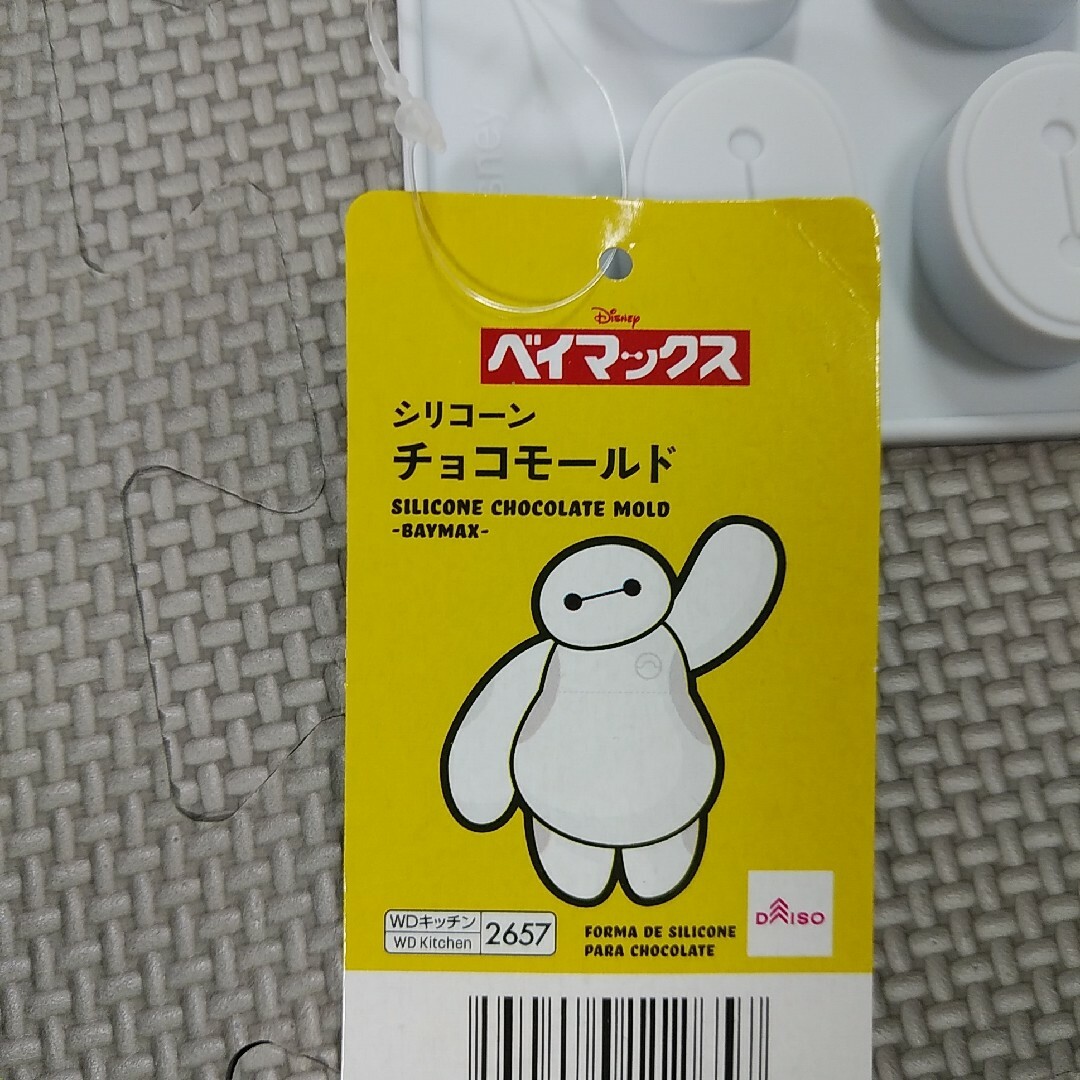 Disney
ベイマックス
シリコーン
チョコモールド
SILICONE CHOCOLATE MOLD
-BAYMAX-
WDキッチン
WD Kitchen
2657
FORMA DE SILICONE
PARA CHOCOLATE
DAISO